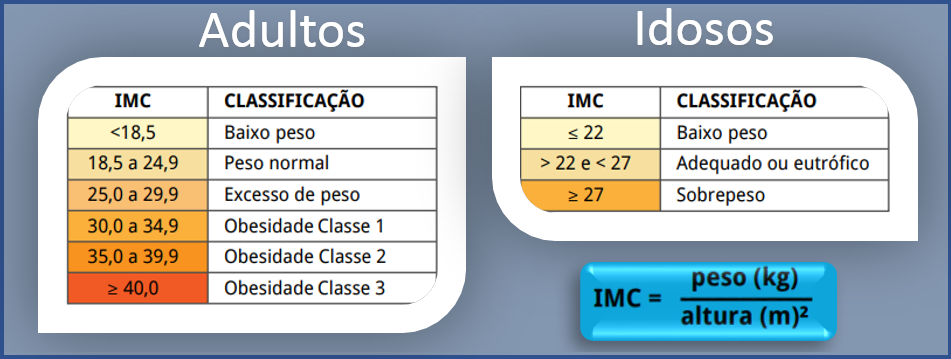 Adultos
IMC CLASSIFICAÇÃO
<18,5 Baixo peso
18,5 a 24,9 Peso normal
25,0 a 29,9 Excesso de peso
30,0 a 34,9 Obesidade Classe 1
35,0 a 39,9 Obesidade Classe 2
≥ 40,0 Obesidade Classe 3
Idosos
IMC CLASSIFICAÇÃO
≤ 22 Baixo peso
> 22 e < 27 Adequado ou eutrófico
≥ 27 Sobrepeso
IMC = peso (kg)
altura (m)²